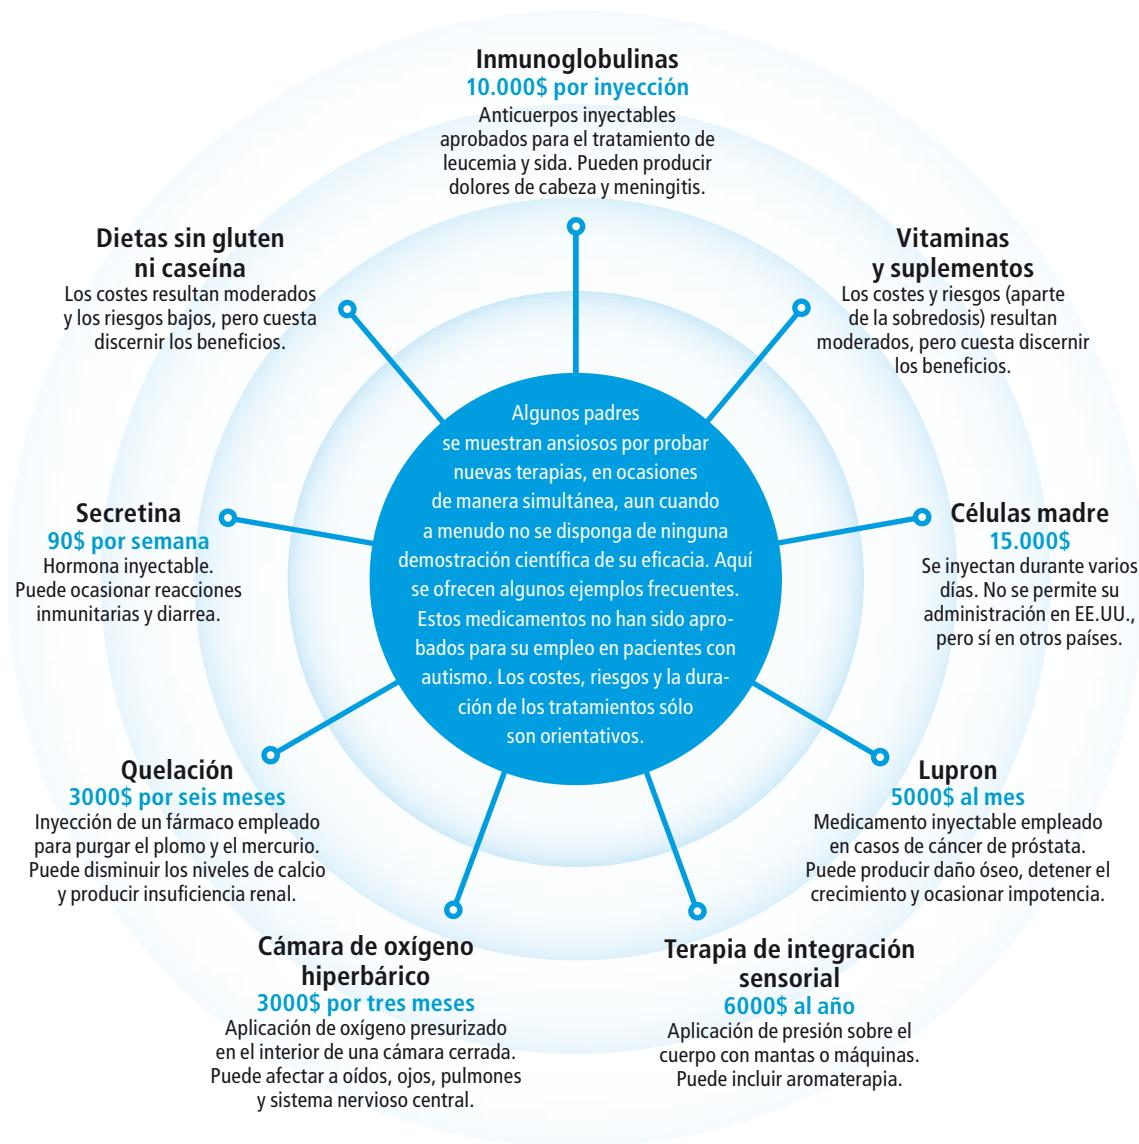 Inmunoglobulinas
10.000$ por inyección
Anticuerpos inyectables
aprobados para el tratamiento de
leucemia y sida. Pueden producir
dolores de cabeza y meningitis.
Dietas sin gluten
ni caseína
Los costes resultan moderados
y los riesgos bajos, pero cuesta
discernir los beneficios.
Vitaminas
y suplementos
Los costes y riesgos (aparte
de la sobredosis) resultan
moderados, pero cuesta discernir
los beneficios.
Algunos padres
se muestran ansiosos por probar
nuevas terapias, en ocasiones
de manera simultánea, aun cuando
a menudo no se disponga de ninguna
demostración científica de su eficacia. Aquí
se ofrecen algunos ejemplos frecuentes.
Estos medicamentos no han sido apro-
bados para su empleo en pacientes con
autismo. Los costes, riesgos y la dura-
ción de los tratamientos sólo
son orientativos.
Secretina
90$ por semana
Hormona inyectable.
Puede ocasionar reacciones
inmunitarias y diarrea.
Células madre
15.000$
Se inyectan durante varios
días. No se permite su
administración en EE.UU.,
pero sí en otros países.
Quelación
3000$ por seis meses
Inyección de un fármaco empleado
para purgar el plomo y el mercurio.
Puede disminuir los niveles de calcio
y producir insuficiencia renal.
Lupron
5000$ al mes
Medicamento inyectable empleado
en casos de cáncer de próstata.
Puede producir daño óseo, detener el
crecimiento y ocasionar impotencia.
Cámara de oxígeno
hiperbárico
3000$ por tres meses
Aplicación de oxígeno presurizado
en el interior de una cámara cerrada.
Puede afectar a oídos, ojos, pulmones
y sistema nervioso central.
Terapia de integración
sensorial
6000$ al año
Aplicación de presión sobre el
cuerpo con mantas o máquinas.
Puede incluir aromaterapia.